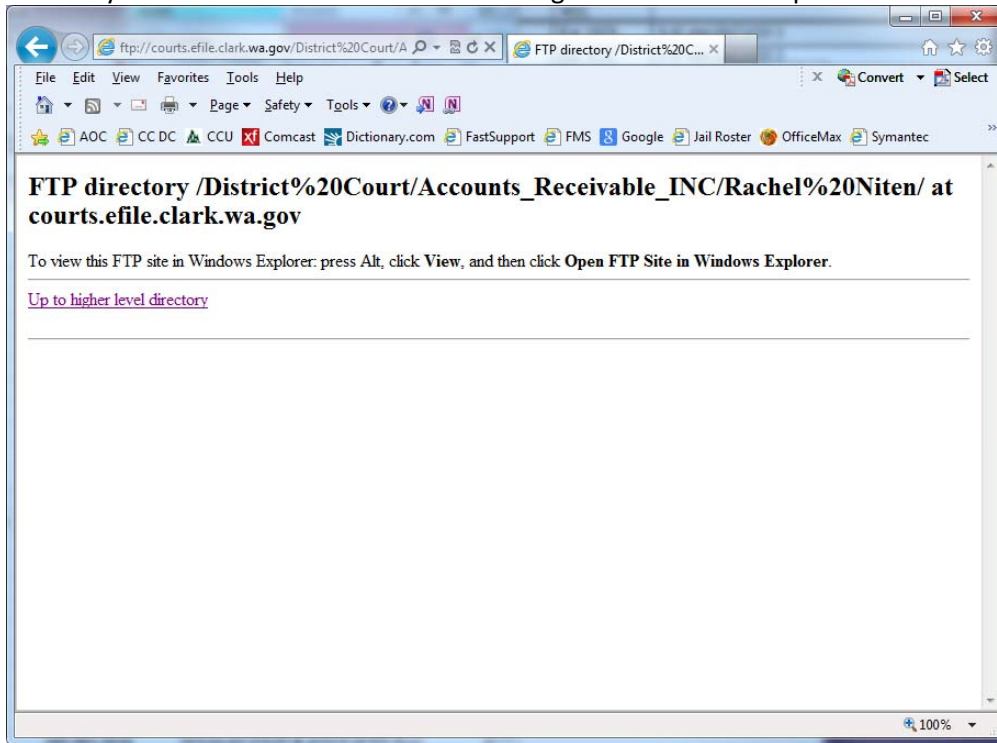 ftp://courts.efile.clark.wa.gov/District%20Court/A
FTP directory /District%20C...
File Edit View Favorites Tools Help
Convert Select
Page Safety Tools
AOC CC DC CCU Comcast Dictionary.com FastSupport FMS Google Jail Roster OfficeMax Symantec
FTP directory /District%20Court/Accounts_Receivable_INC/Rachel%20Niten/ at
courts.efile.clark.wa.gov
To view this FTP site in Windows Explorer: press Alt, click View, and then click Open FTP Site in Windows Explorer.
Up to higher level directory
100%